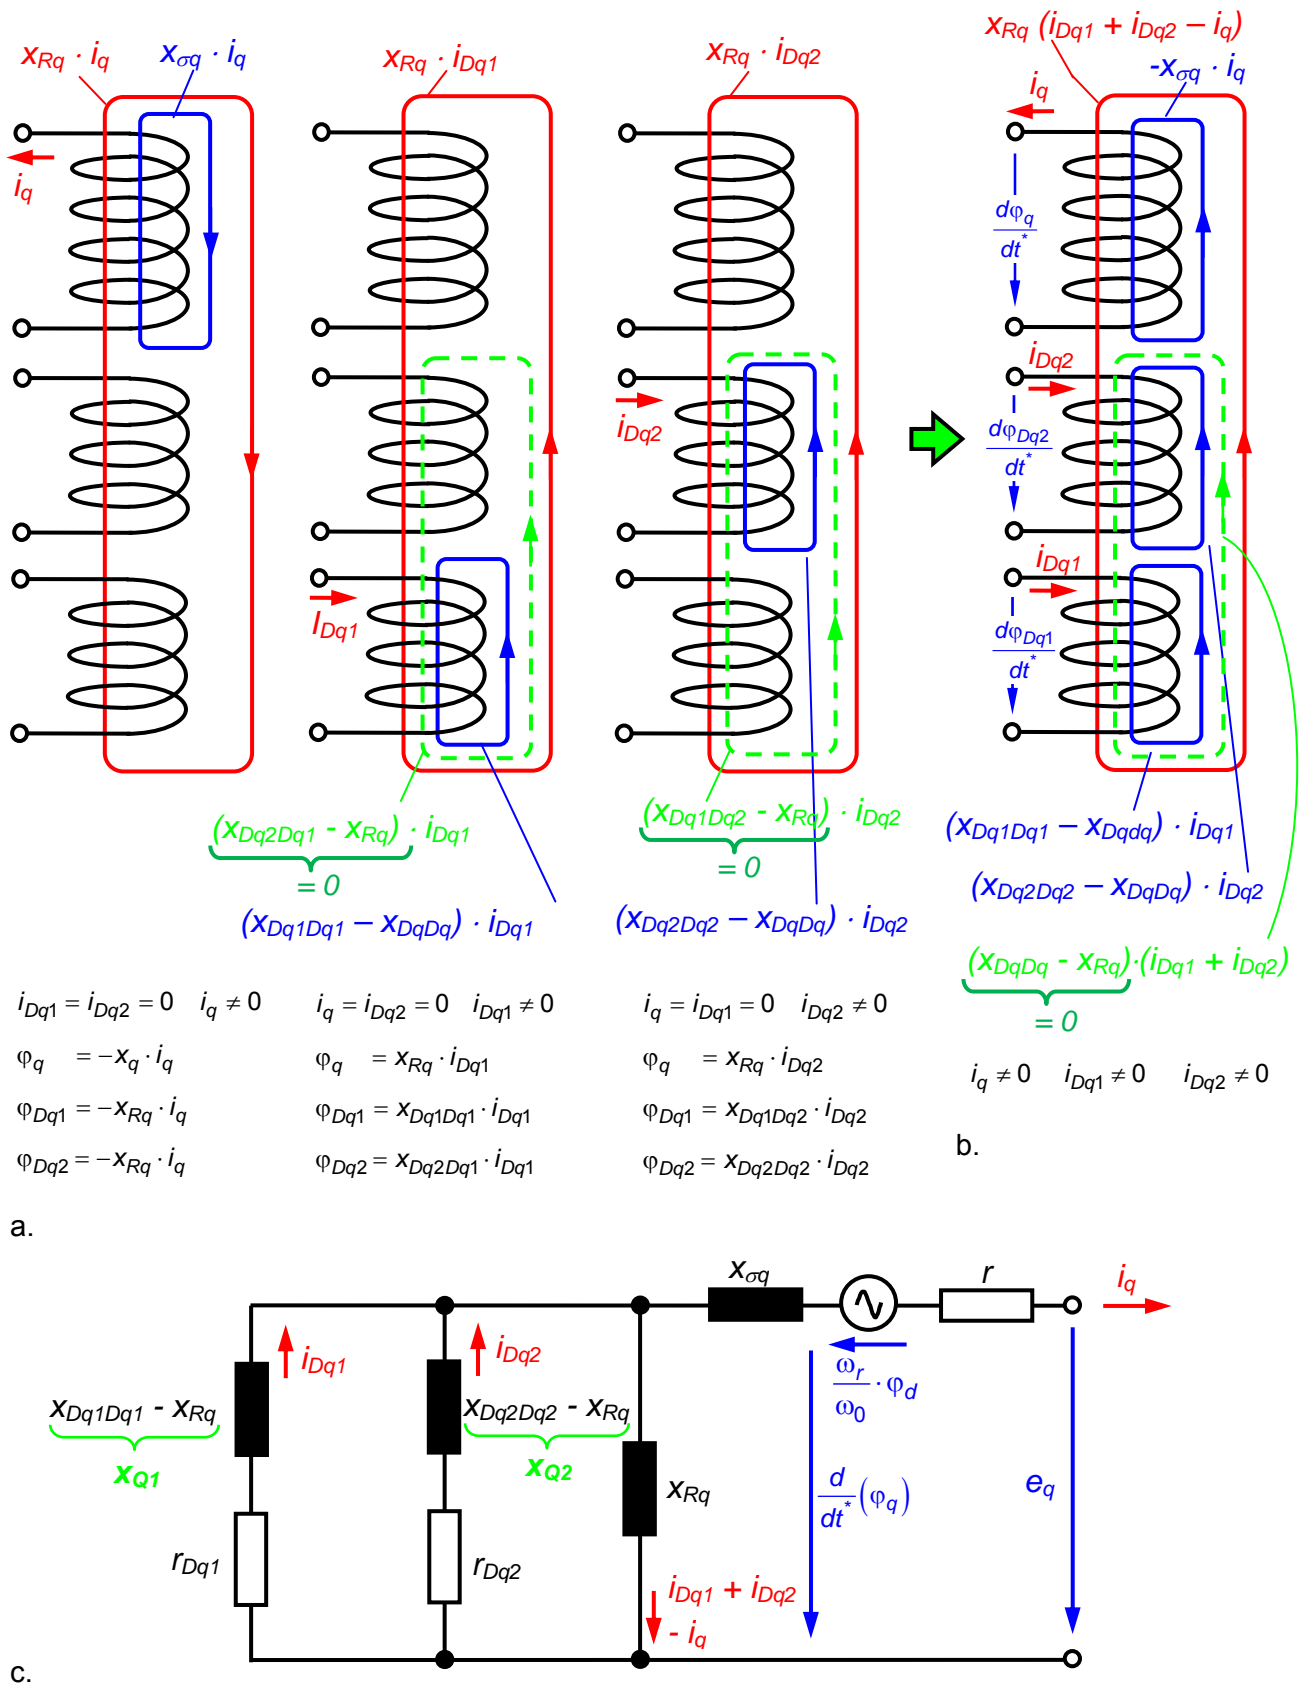 x_Rq · i_q
x_σq · i_q
x_Rq · i_Dq1
x_Rq · i_Dq2
x_Rq (i_Dq1 + i_Dq2 – i_q)
-x_σq · i_q
i_q
i_q
dφ_q
dt*
i_Dq2
i_Dq2
dφ_Dq2
dt*
I_Dq1
i_Dq1
dφ_Dq1
dt*
(x_Dq2Dq1 - x_Rq) · i_Dq1
= 0
(x_Dq1Dq1 – x_DqDq) · i_Dq1
(x_Dq1Dq2 - x_Rq) · i_Dq2
= 0
(x_Dq2Dq2 – x_DqDq) · i_Dq2
(x_Dq1Dq1 – x_Dqdq) · i_Dq1
(x_Dq2Dq2 – x_DqDq) · i_Dq2
(x_DqDq - x_Rq)·(i_Dq1 + i_Dq2)
= 0
i_Dq1 = i_Dq2 = 0 i_q ≠ 0
φ_q = −x_q · i_q
φ_Dq1 = −x_Rq · i_q
φ_Dq2 = −x_Rq · i_q
i_q = i_Dq2 = 0 i_Dq1 ≠ 0
φ_q = x_Rq · i_Dq1
φ_Dq1 = x_Dq1Dq1 · i_Dq1
φ_Dq2 = x_Dq2Dq1 · i_Dq1
i_q = i_Dq1 = 0 i_Dq2 ≠ 0
φ_q = x_Rq · i_Dq2
φ_Dq1 = x_Dq1Dq2 · i_Dq2
φ_Dq2 = x_Dq2Dq2 · i_Dq2
i_q ≠ 0 i_Dq1 ≠ 0 i_Dq2 ≠ 0
b.
a.
x_σq
r
i_q
i_Dq1
i_Dq2
ω_r
ω_0
· φ_d
x_Dq1Dq1 - x_Rq
x_Q1
x_Dq2Dq2 - x_Rq
x_Q2
x_Rq
d
dt*
(φ_q)
e_q
r_Dq1
r_Dq2
i_Dq1 + i_Dq2
- i_q
c.